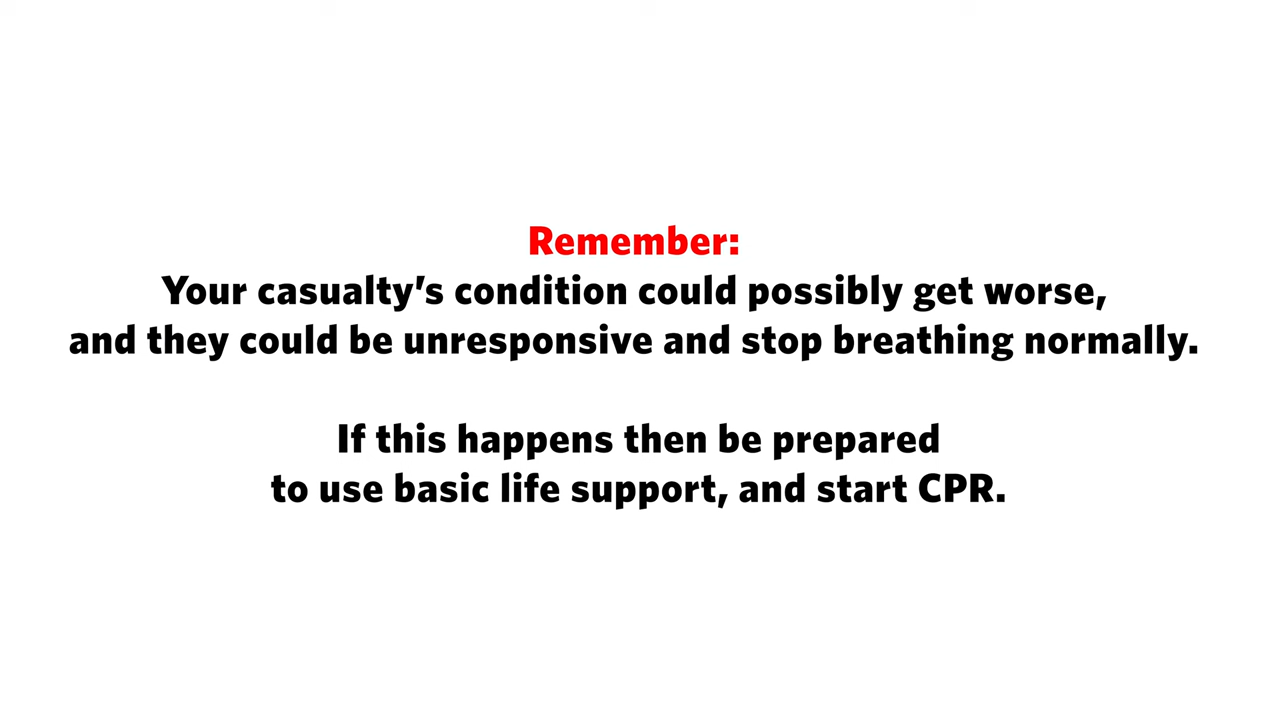 Remember:
Your casualty's condition could possibly get worse,
and they could be unresponsive and stop breathing normally.
If this happens then be prepared
to use basic life support, and start CPR.